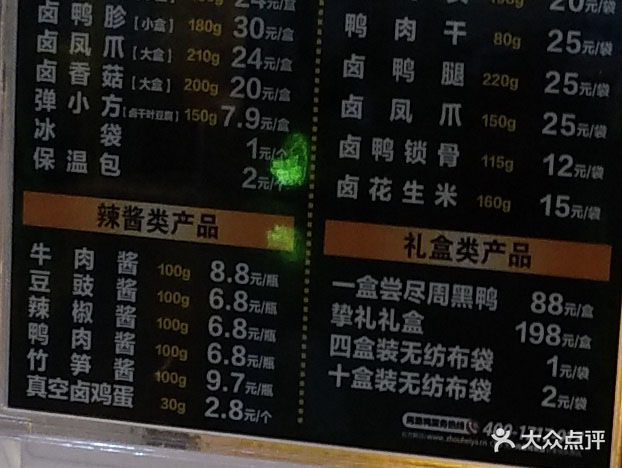 卤鸭胗【小盒】 180g 30元/盒
卤凤爪【大盒】 210g 24元/盒
卤香菇【大盒】 200g 20元/盒
弹小方【卤千叶豆腐】 150g 7.9元/盒
冰袋 1元/个
保温包 2元/个
辣酱类产品
牛肉酱 100g 8.8元/瓶
豆豉酱 100g 6.8元/瓶
辣椒酱 100g 6.8元/瓶
鸭肉酱 100g 6.8元/瓶
竹笋酱 100g 9.7元/瓶
真空卤鸡蛋 30g 2.8元/个
鸭肉干 80g 25元/袋
卤鸭腿 220g 25元/袋
卤凤爪 150g 25元/袋
卤鸭锁骨 115g 12元/袋
卤花生米 160g 15元/袋
礼盒类产品
一盒尝尽周黑鸭 88元/盒
挚礼礼盒 198元/盒
四盒装无纺布袋 1元/袋
十盒装无纺布袋 2元/袋
大众点评